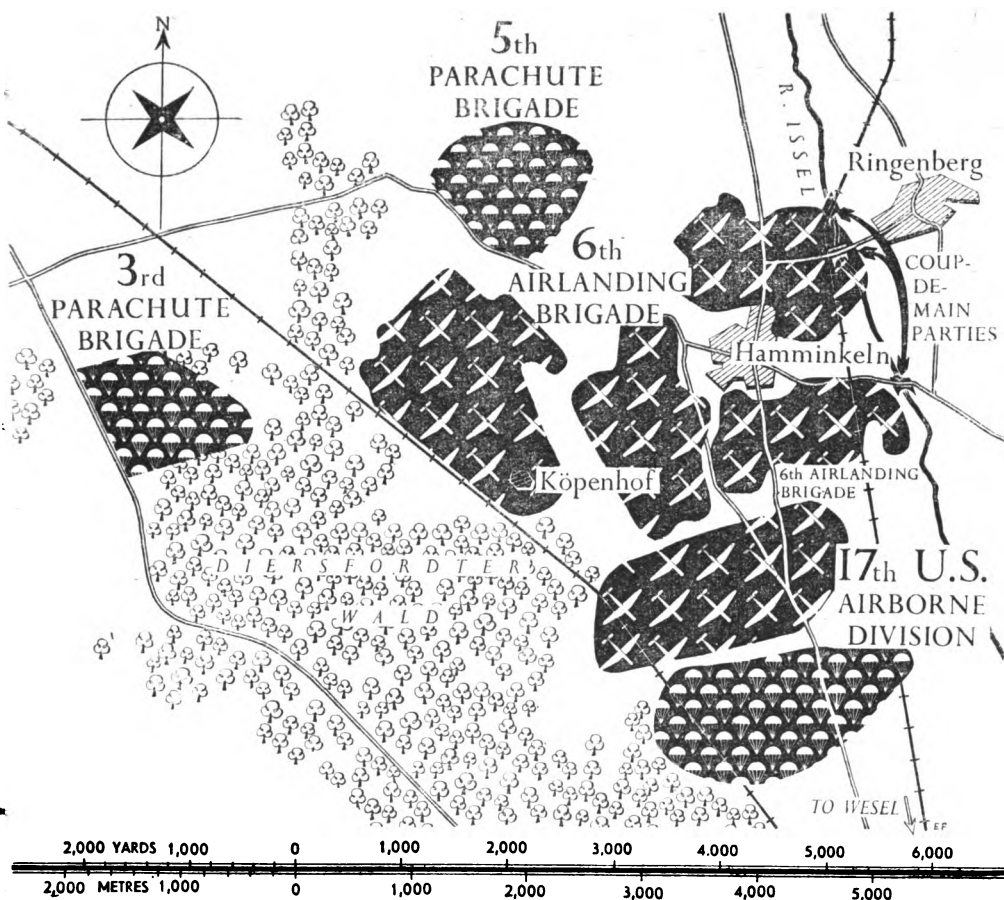 N
5th
PARACHUTE
BRIGADE
R. ISSEL
Ringenberg
3rd
PARACHUTE
BRIGADE
6th
AIRLANDING
BRIGADE
COUP-
DE-
MAIN
PARTIES
Hamminkeln
Köpenhof
6th AIRLANDING
BRIGADE
DIERSFORDTER
WALD
17th U.S.
AIRBORNE
DIVISION
TO WESEL
EF
2,000 YARDS 1,000 0 1,000 2,000 3,000 4,000 5,000 6,000
2,000 METRES 1,000 0 1,000 2,000 3,000 4,000 5,000